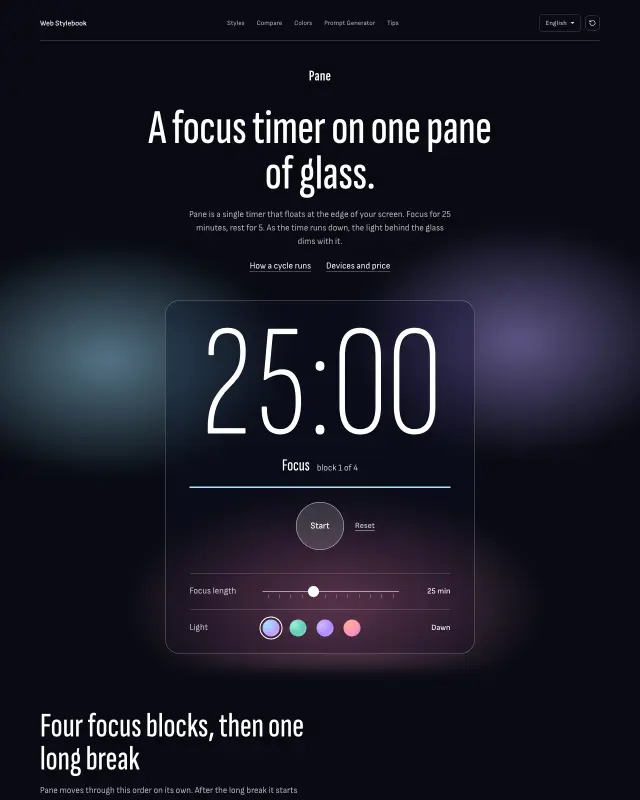 Web Stylebook
Styles
Compare
Colors
Prompt Generator
Tips
English
Pane
A focus timer on one pane
of glass.
Pane is a single timer that floats at the edge of your screen. Focus for 25
minutes, rest for 5. As the time runs down, the light behind the glass
dims with it.
How a cycle runs
Devices and price
25:00
Focus block 1 of 4
Start
Reset
Focus length
25 min
Light
Dawn
Four focus blocks, then one
long break
Pane moves through this order on its own. After the long break it starts